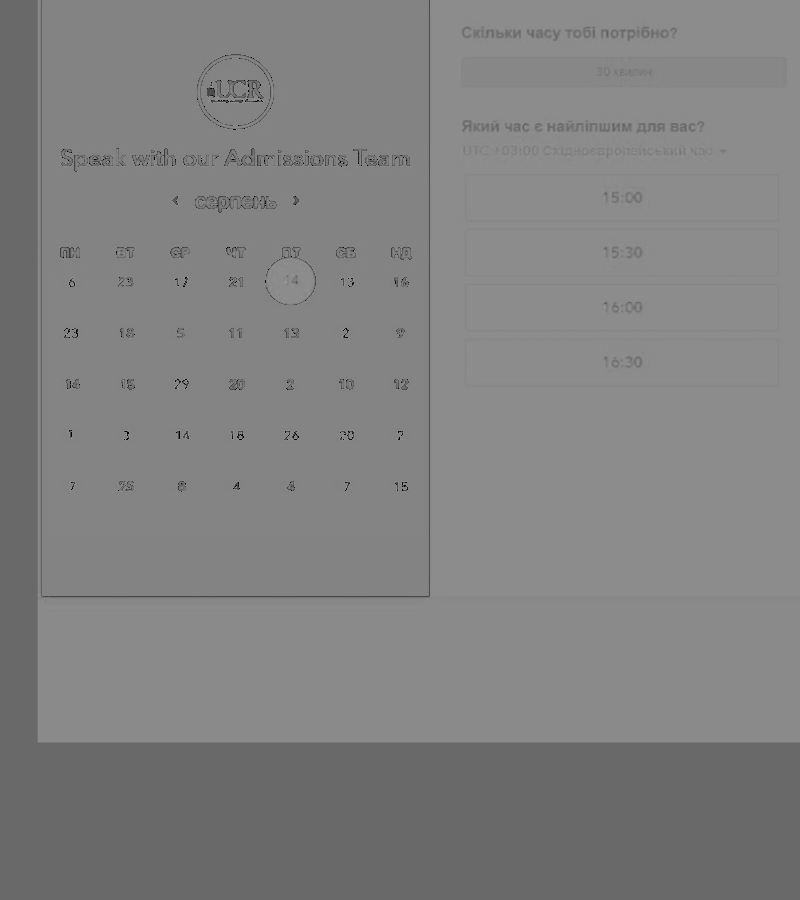 UCR
Speak with our Admissions Team
‹ серпень ›
ПН ВТ СР ЧТ ПТ СБ НД
6 23 17 21 14 13 16
23 18 5 11 13 2 9
14 15 29 20 2 10 12
1 3 14 18 26 20 2
7 25 8 4 6 7 15
Скільки часу тобі потрібно?
30 хвилин
Який час є найліпшим для вас?
UTC +03:00 Східноєвропейський час
15:00
15:30
16:00
16:30